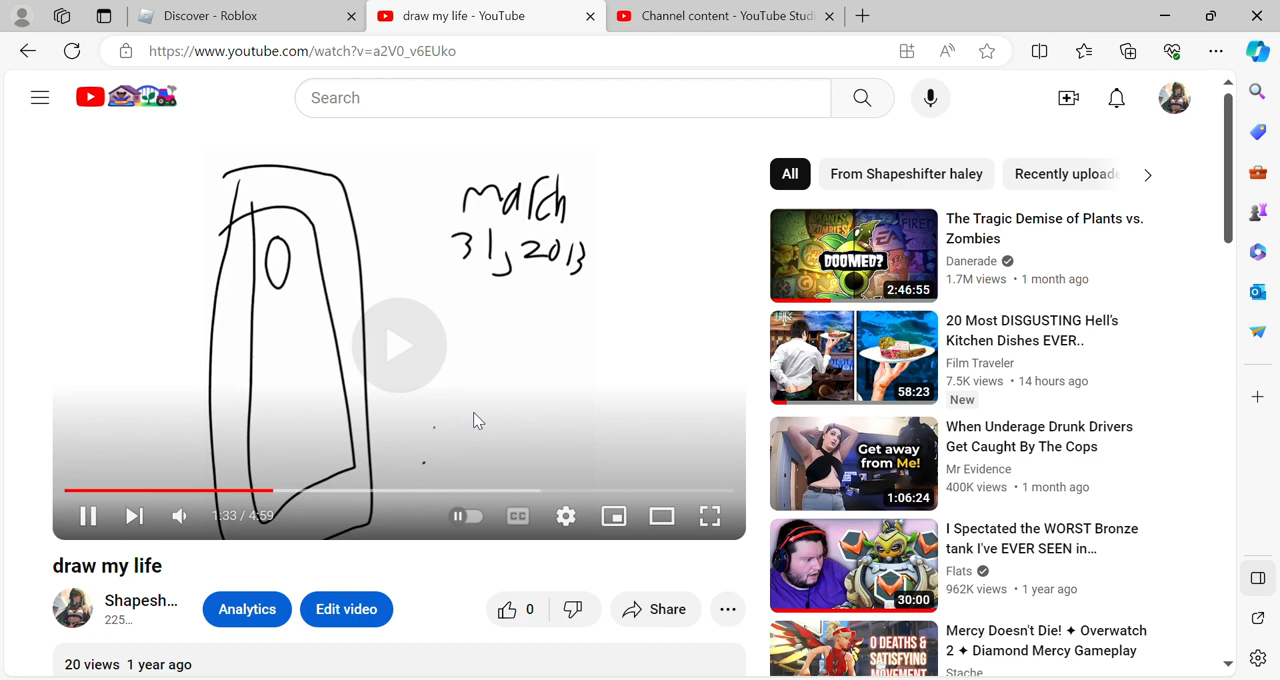 Discover - Roblox
draw my life - YouTube
Channel content - YouTube Studi
https://www.youtube.com/watch?v=a2V0_v6EUko
Search
march
31, 2013
1:33 / 4:59
CC
draw my life
Shapesh...
225...
Analytics
Edit video
0
Share
20 views 1 year ago
All
From Shapeshifter haley
Recently uploade
DOOMED?
2:46:55
The Tragic Demise of Plants vs.
Zombies
Danerade
1.7M views • 1 month ago
58:23
20 Most DISGUSTING Hell's
Kitchen Dishes EVER..
Film Traveler
7.5K views • 14 hours ago
New
Get away
from Me!
1:06:24
When Underage Drunk Drivers
Get Caught By The Cops
Mr Evidence
400K views • 1 month ago
30:00
I Spectated the WORST Bronze
tank I've EVER SEEN in...
Flats
962K views • 1 year ago
0 DEATHS &
SATISFYING
MOVEMENT
Mercy Doesn't Die! ✦ Overwatch
2 ✦ Diamond Mercy Gameplay
Stache